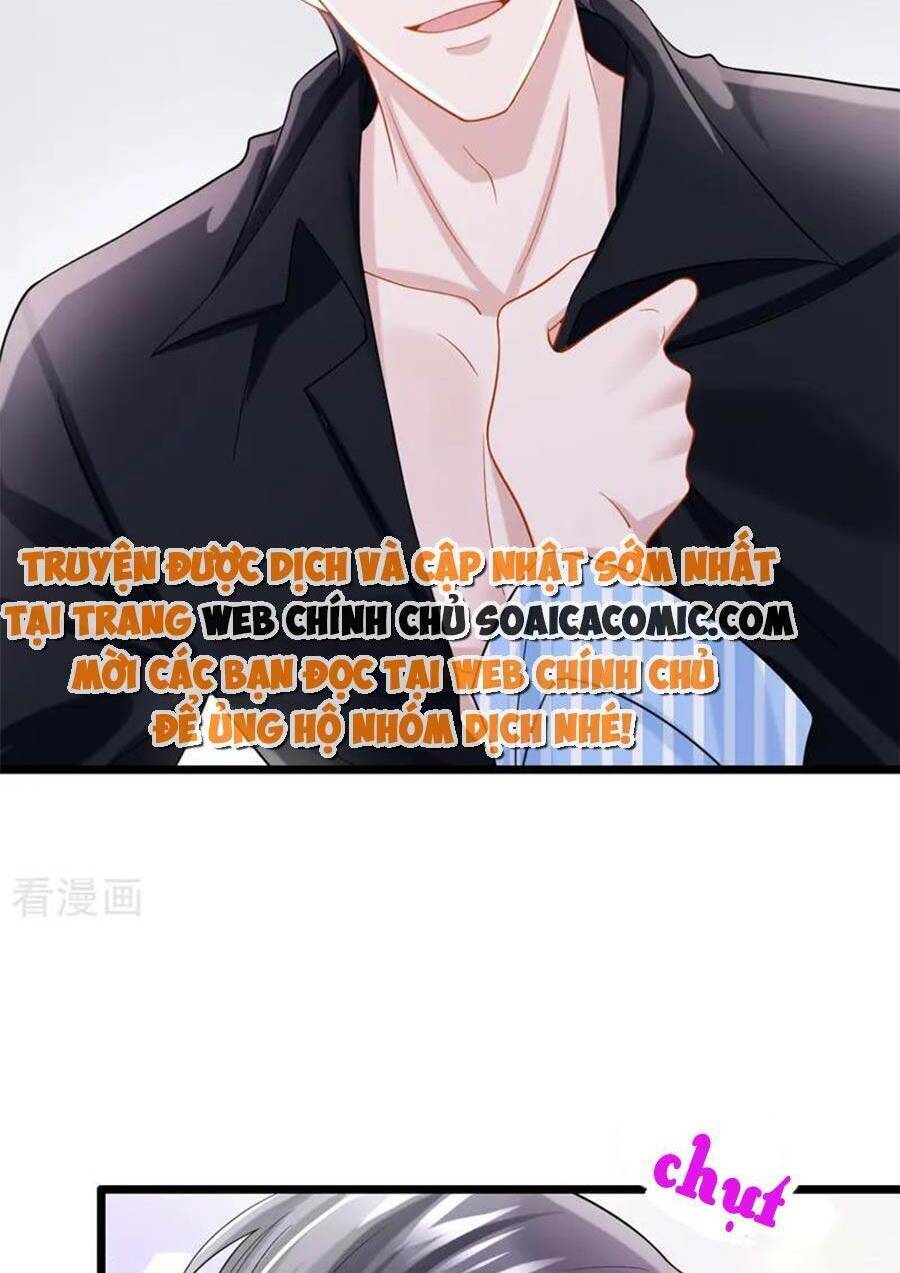 TRUYỆN ĐƯỢC DỊCH VÀ CẬP NHẬT SỚM NHẤT
TẠI TRANG WEB CHÍNH CHỦ SOAICACOMIC.COM
MỜI CÁC BẠN ĐỌC TẠI WEB CHÍNH CHỦ
ĐỂ ỦNG HỘ NHÓM DỊCH NHÉ!
看漫画
chụt